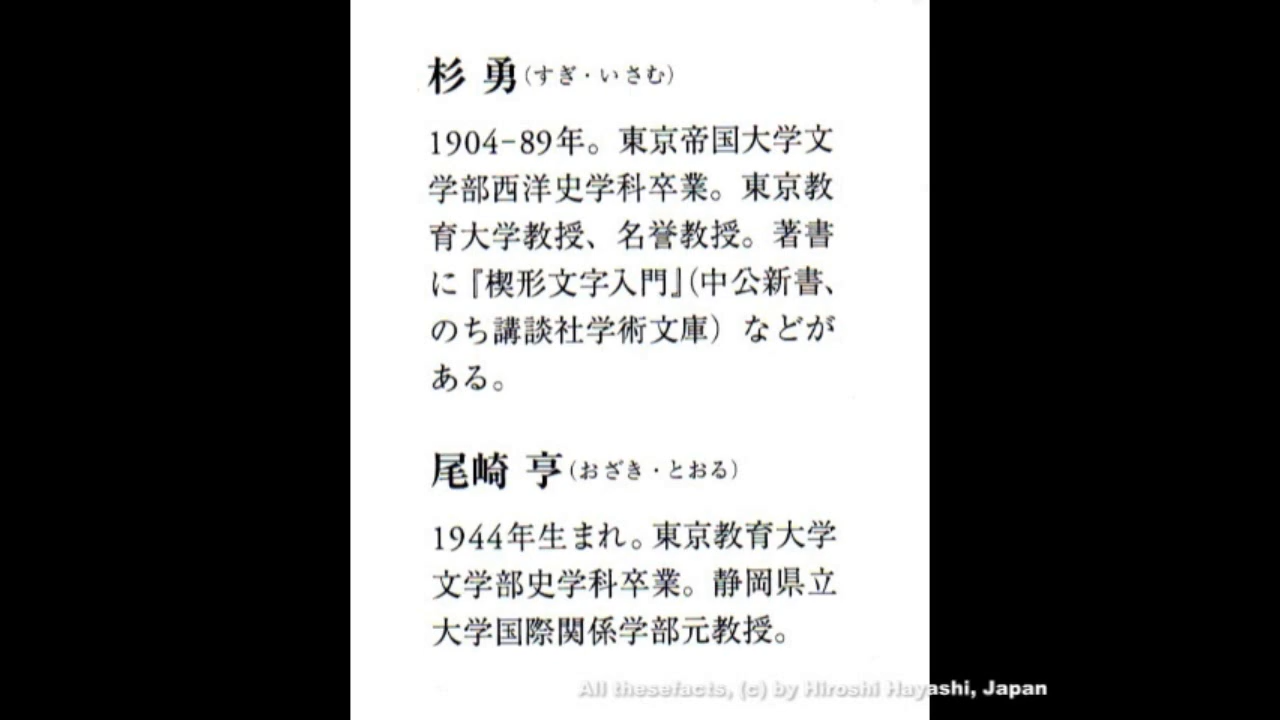 杉 勇(すぎ・いさむ)
1904-89年。東京帝国大学文
学部西洋史学科卒業。東京教
育大学教授、名誉教授。著書
に『楔形文字入門』(中公新書、
のち講談社学術文庫)などが
ある。
尾崎 亨(おざき・とおる)
1944年生まれ。東京教育大学
文学部史学科卒業。静岡県立
大学国際関係学部元教授。
All thesefacts, (c) by Hiroshi Hayashi, Japan